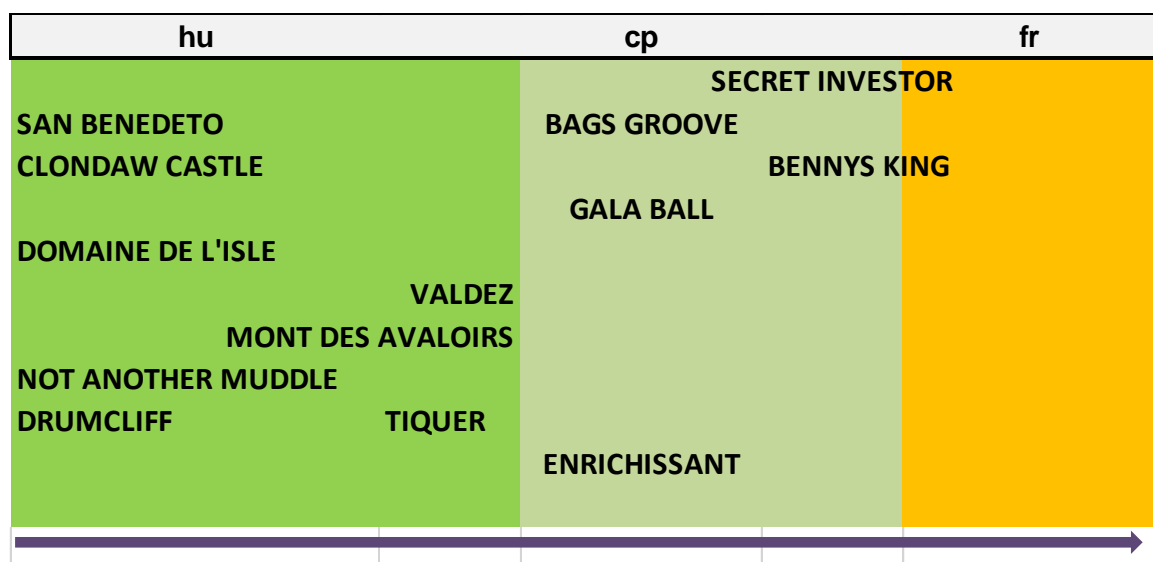 hu cp fr
SECRET INVESTOR
SAN BENEDETO BAGS GROOVE
CLONDAW CASTLE BENNYS KING
GALA BALL
DOMAINE DE L'ISLE
VALDEZ
MONT DES AVALOIRS
NOT ANOTHER MUDDLE
DRUMCLIFF TIQUER
ENRICHISSANT